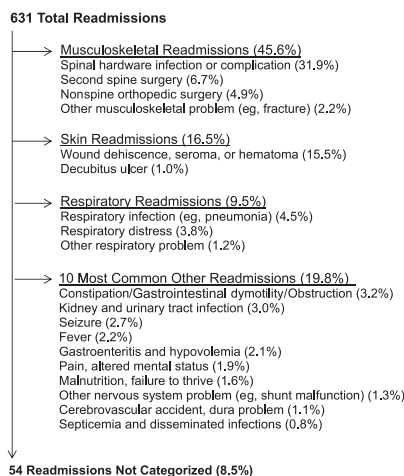 631 Total Readmissions
Musculoskeletal Readmissions (45.6%)
Spinal hardware infection or complication (31.9%)
Second spine surgery (6.7%)
Nonspine orthopedic surgery (4.9%)
Other musculoskeletal problem (eg, fracture) (2.2%)
Skin Readmissions (16.5%)
Wound dehiscence, seroma, or hematoma (15.5%)
Decubitus ulcer (1.0%)
Respiratory Readmissions (9.5%)
Respiratory infection (eg, pneumonia) (4.5%)
Respiratory distress (3.8%)
Other respiratory problem (1.2%)
10 Most Common Other Readmissions (19.8%)
Constipation/Gastrointestinal dymotility/Obstruction (3.2%)
Kidney and urinary tract infection (3.0%)
Seizure (2.7%)
Fever (2.2%)
Gastroenteritis and hypovolemia (2.1%)
Pain, altered mental status (1.9%)
Malnutrition, failure to thrive (1.6%)
Other nervous system problem (eg, shunt malfunction) (1.3%)
Cerebrovascular accident, dura problem (1.1%)
Septicemia and disseminated infections (0.8%)
54 Readmissions Not Categorized (8.5%)